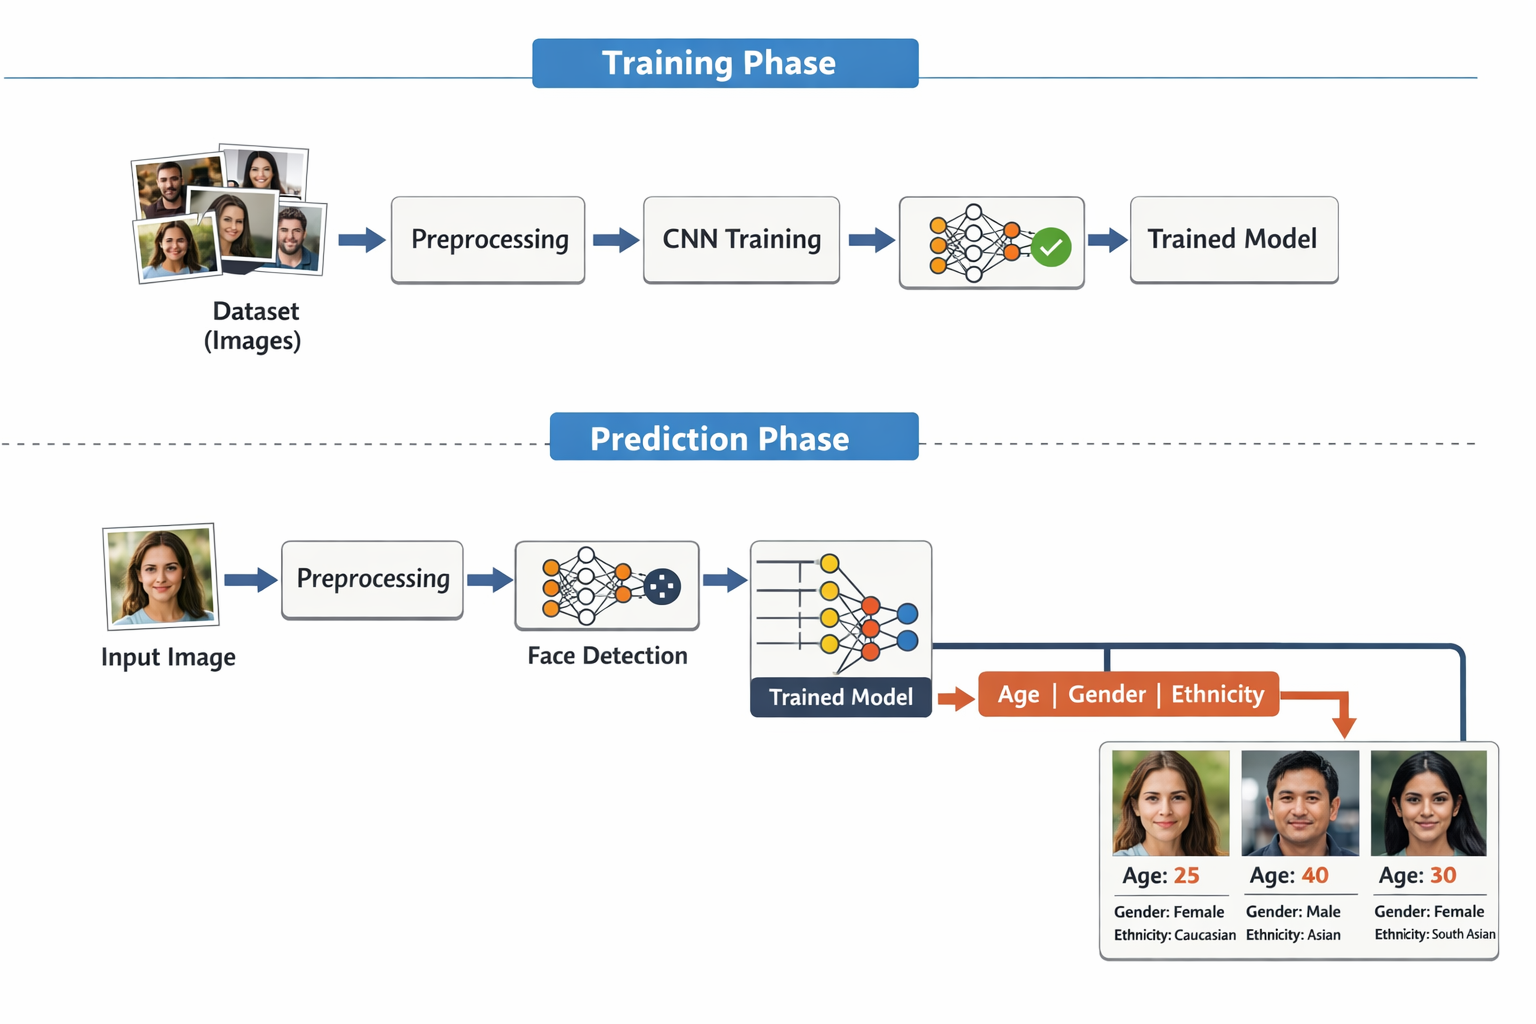 Training Phase
Preprocessing
CNN Training
Trained Model
Dataset
(Images)
Prediction Phase
Preprocessing
Input Image
Face Detection
Trained Model
Age | Gender | Ethnicity
Age: 25
Gender: Female
Ethnicity: Caucasian
Age: 40
Gender: Male
Ethnicity: Asian
Age: 30
Gender: Female
Ethnicity: South Asian